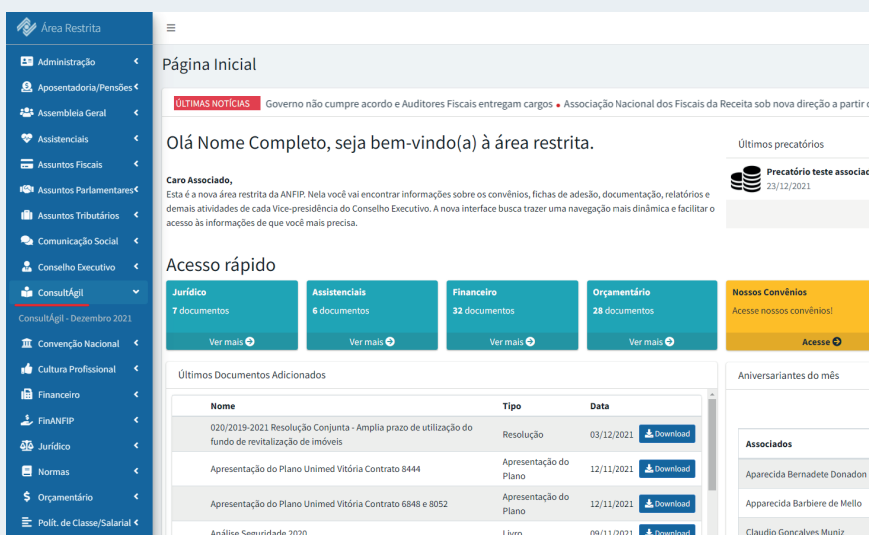 Área Restrita
Administração
Aposentadoria/Pensões
Assembleia Geral
Assistenciais
Assuntos Fiscais
Assuntos Parlamentares
Assuntos Tributários
Comunicação Social
Conselho Executivo
ConsultÁgil
ConsultÁgil - Dezembro 2021
Convenção Nacional
Cultura Profissional
Financeiro
FinANFIP
Jurídico
Normas
Orçamentário
Polít. de Classe/Salarial
Página Inicial
ÚLTIMAS NOTÍCIAS Governo não cumpre acordo e Auditores Fiscais entregam cargos • Associação Nacional dos Fiscais da Receita sob nova direção a partir
Olá Nome Completo, seja bem-vindo(a) à área restrita.
Caro Associado,
Esta é a nova área restrita da ANFIP. Nela você vai encontrar informações sobre os convênios, fichas de adesão, documentação, relatórios e
demais atividades de cada Vice-presidência do Conselho Executivo. A nova interface busca trazer uma navegação mais dinâmica e facilitar o
acesso às informações de que você mais precisa.
Últimos precatórios
Precatório teste associad
23/12/2021
Acesso rápido
Jurídico
7 documentos
Ver mais
Assistenciais
6 documentos
Ver mais
Financeiro
32 documentos
Ver mais
Orçamentário
28 documentos
Ver mais
Nossos Convênios
Acesse nossos convênios!
Acesse
Últimos Documentos Adicionados
Nome Tipo Data
020/2019-2021 Resolução Conjunta - Amplia prazo de utilização do
fundo de revitalização de imóveis
Resolução 03/12/2021 Download
Apresentação do Plano Unimed Vitória Contrato 8444
Apresentação do
Plano
12/11/2021 Download
Apresentação do Plano Unimed Vitória Contrato 6848 e 8052
Apresentação do
Plano
12/11/2021 Download
Análise Seguridade 2020 Livro 09/11/2021 Download
Aniversariantes do mês
Associados
Aparecida Bernadete Donadon
Apparecida Barbiere de Mello
Claudio Gonçalves Muniz